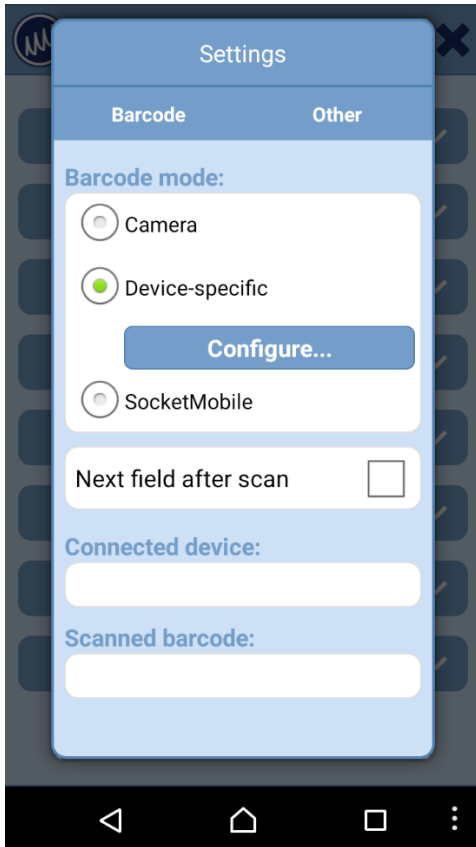 Settings
Barcode Other
Barcode mode:
Camera
Device-specific
Configure...
SocketMobile
Next field after scan
Connected device:
Scanned barcode: